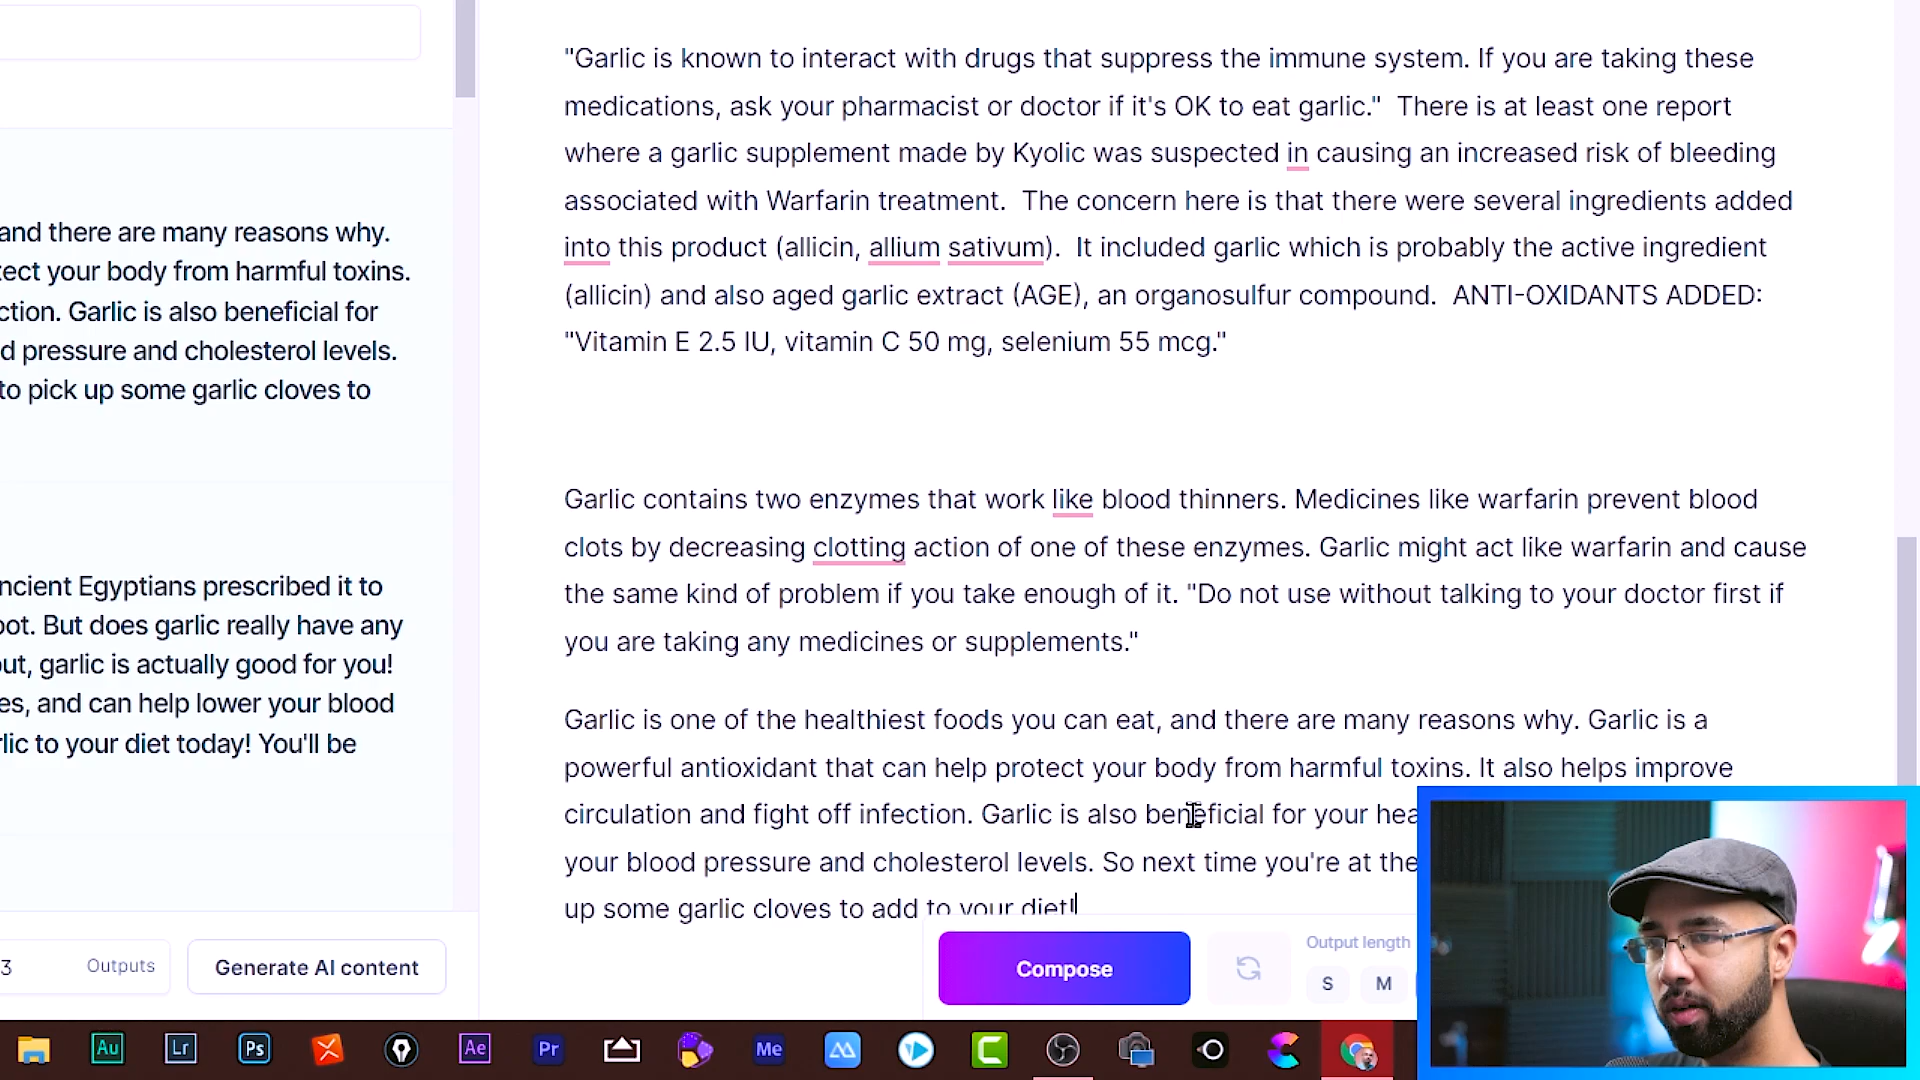 and there are many reasons why.
tect your body from harmful toxins.
ction. Garlic is also beneficial for
d pressure and cholesterol levels.
to pick up some garlic cloves to
ncient Egyptians prescribed it to
oot. But does garlic really have any
out, garlic is actually good for you!
es, and can help lower your blood
rlic to your diet today! You'll be
3 Outputs
Generate AI content
"Garlic is known to interact with drugs that suppress the immune system. If you are taking these
medications, ask your pharmacist or doctor if it's OK to eat garlic."  There is at least one report
where a garlic supplement made by Kyolic was suspected in causing an increased risk of bleeding
associated with Warfarin treatment.  The concern here is that there were several ingredients added
into this product (allicin, allium sativum).  It included garlic which is probably the active ingredient
(allicin) and also aged garlic extract (AGE), an organosulfur compound.  ANTI-OXIDANTS ADDED:
"Vitamin E 2.5 IU, vitamin C 50 mg, selenium 55 mcg."
Garlic contains two enzymes that work like blood thinners. Medicines like warfarin prevent blood
clots by decreasing clotting action of one of these enzymes. Garlic might act like warfarin and cause
the same kind of problem if you take enough of it. "Do not use without talking to your doctor first if
you are taking any medicines or supplements."
Garlic is one of the healthiest foods you can eat, and there are many reasons why. Garlic is a
powerful antioxidant that can help protect your body from harmful toxins. It also helps improve
circulation and fight off infection. Garlic is also beneficial for your hea
your blood pressure and cholesterol levels. So next time you're at the
up some garlic cloves to add to your diet!
Compose
Output length
S M
Au Lr Ps Ae Pr Me